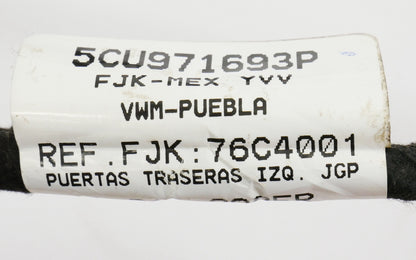 5CU971693P
FJK-MEX YVV
VWM-PUEBLA
REF.FJK:76C4001
PUERTAS TRASERAS IZQ. JGP